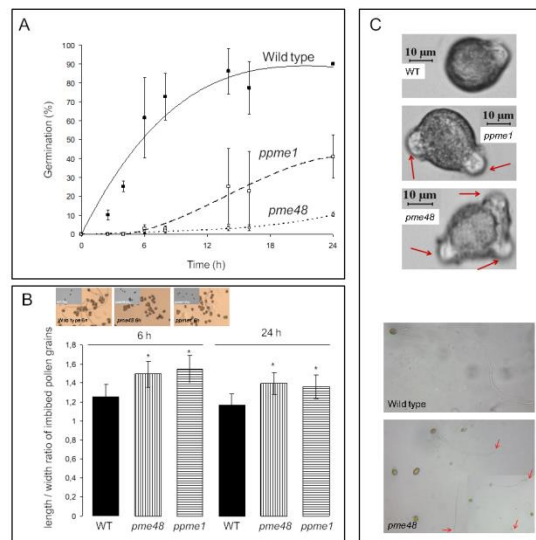 A
100
90
80
70
60
50
40
30
20
10
0
Germination (%)
Wild type
ppme1
pme48
0 6 12 18 24
Time (h)
B
Wild type 6h
pme48 6h
6 h
24 h
length / width ratio of imbibed pollen grains
1,8
1,6
1,4
1,2
1
0,8
0,6
0,4
0,2
0
* * * *
WT pme48 ppme1 WT pme48 ppme1
C
10 µm
WT
10 µm
ppme1
10 µm
pme48
Wild type
pme48